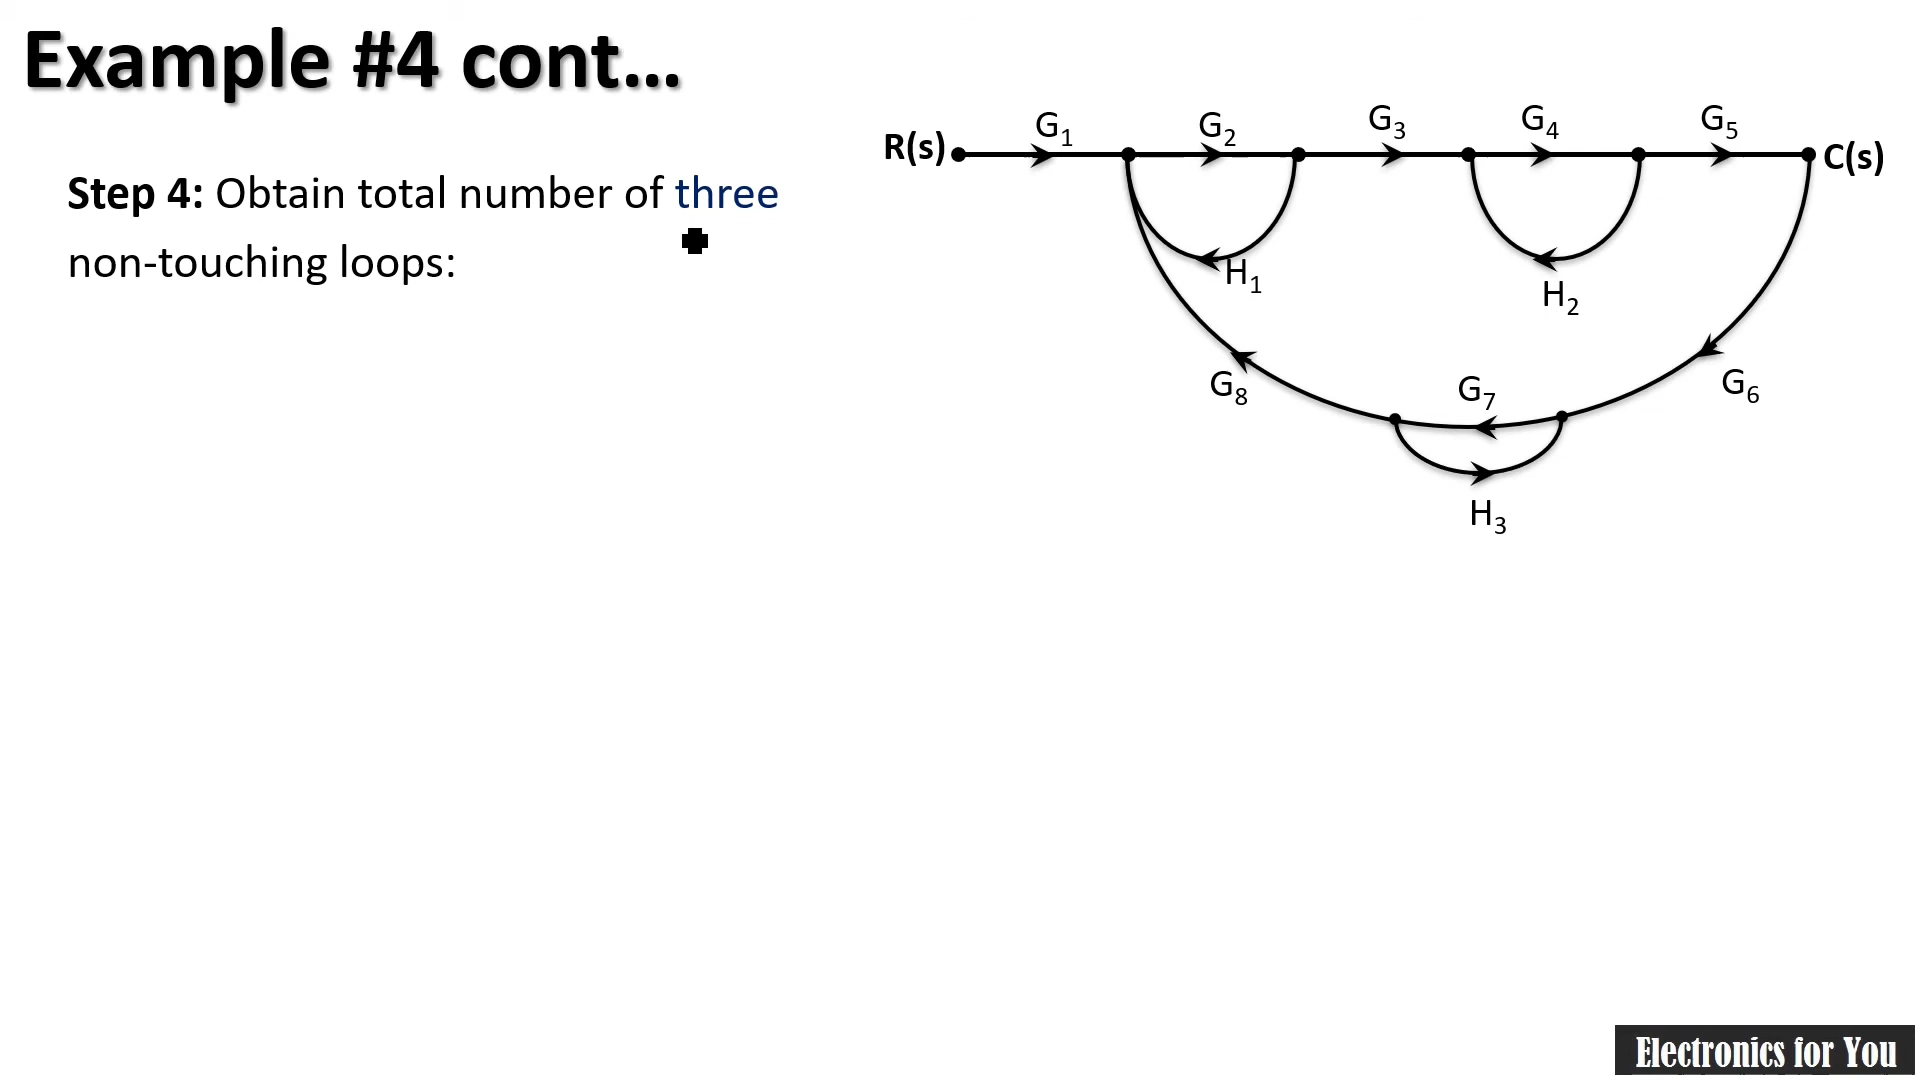 Example #4 cont...
Step 4: Obtain total number of three
non-touching loops:
R(s)
G1
G2
G3
G4
G5
C(s)
H1
H2
G8
G7
G6
H3
Electronics for You